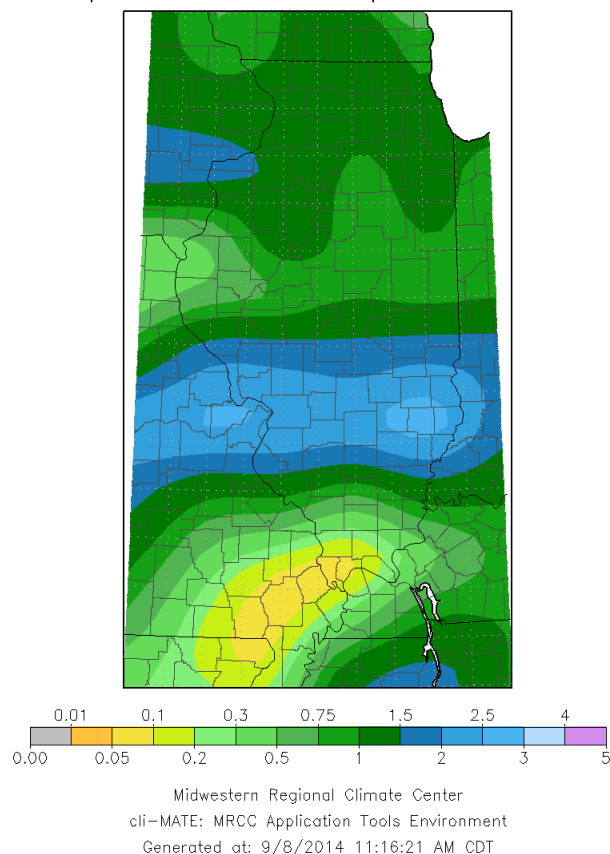 0.01 0.1 0.3 0.75 1.5 2.5 4
0.00 0.05 0.2 0.5 1 2 3 5
Midwestern Regional Climate Center
cli-MATE: MRCC Application Tools Environment
Generated at: 9/8/2014 11:16:21 AM CDT